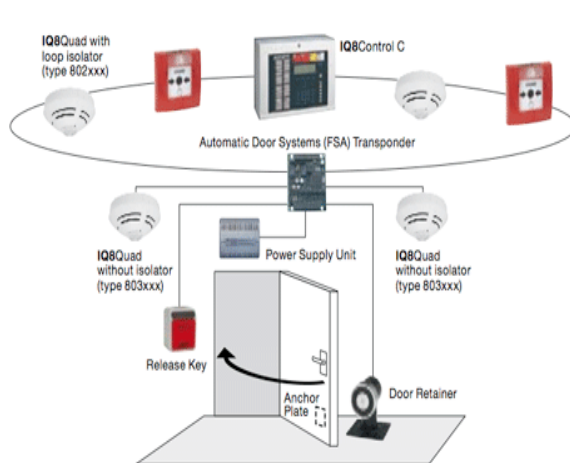 IQ8Quad with
loop isolator
(type 802xxx)
IQ8Control C
Automatic Door Systems (FSA) Transponder
IQ8Quad
without isolator
(type 803xxx)
Power Supply Unit
IQ8Quad
without isolator
(type 803xxx)
Release Key
Anchor
Plate
Door Retainer